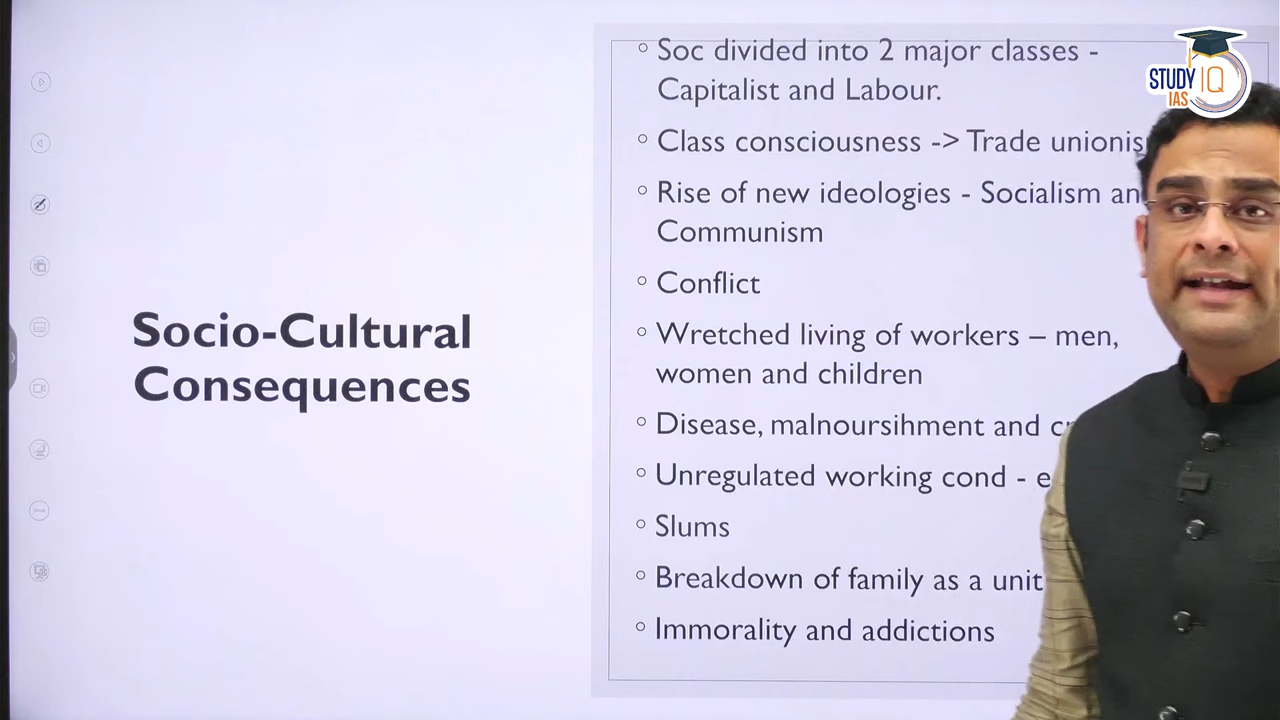 STUDY IQ
IAS
Socio-Cultural
Consequences
Soc divided into 2 major classes -
Capitalist and Labour.
Class consciousness -> Trade
Rise of new ideologies - Socialism
Communism
Conflict
Wretched living of workers – men,
women and children
Disease, malnoursihment and
Unregulated working cond -
Slums
Breakdown of family as a unit
Immorality and addictions